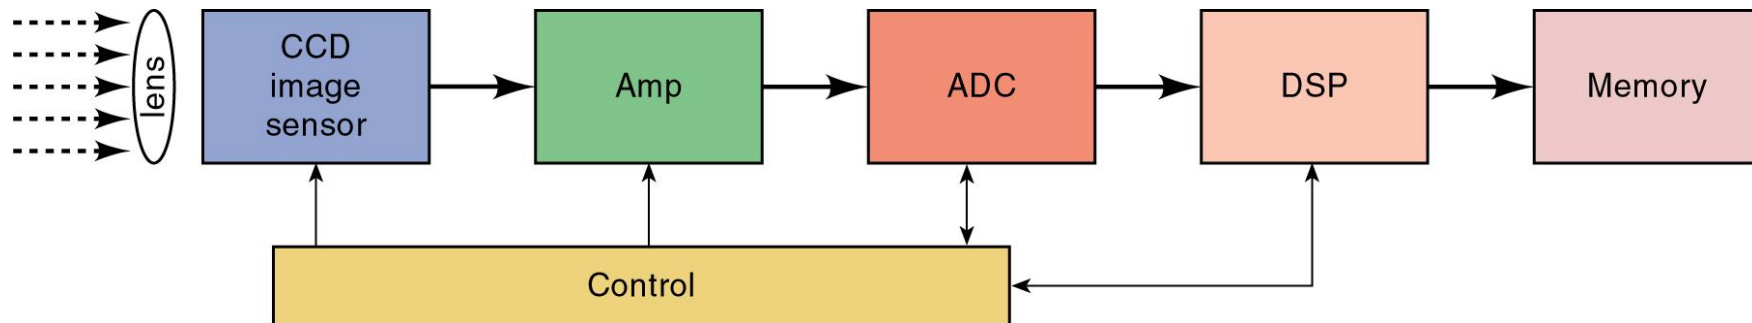 lens
CCD
image
sensor
Amp
ADC
DSP
Memory
Control